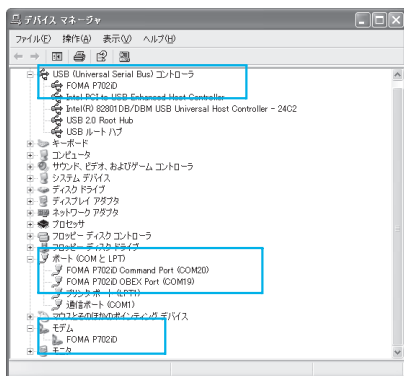 デバイス マネージャ
ファイル(F) 操作(A) 表示(V) ヘルプ(H)
USB (Universal Serial Bus) コントローラ
FOMA P702iD
Intel PCI to USB Enhanced Host Controller
Intel(R) 82801DB/DBM USB Universal Host Controller - 24C2
USB 2.0 Root Hub
USB ルート ハブ
キーボード
コンピュータ
サウンド、ビデオ、およびゲーム コントローラ
システム デバイス
ディスク ドライブ
ディスプレイ アダプタ
ネットワーク アダプタ
プロセッサ
フロッピー ディスク コントローラ
フロッピー ディスク ドライブ
ポート (COM と LPT)
FOMA P702iD Command Port (COM20)
FOMA P702iD OBEX Port (COM19)
プリンタ ポート (LPT1)
通信ポート (COM1)
マウスとそのほかのポインティング デバイス
モデム
FOMA P702iD
モニタ